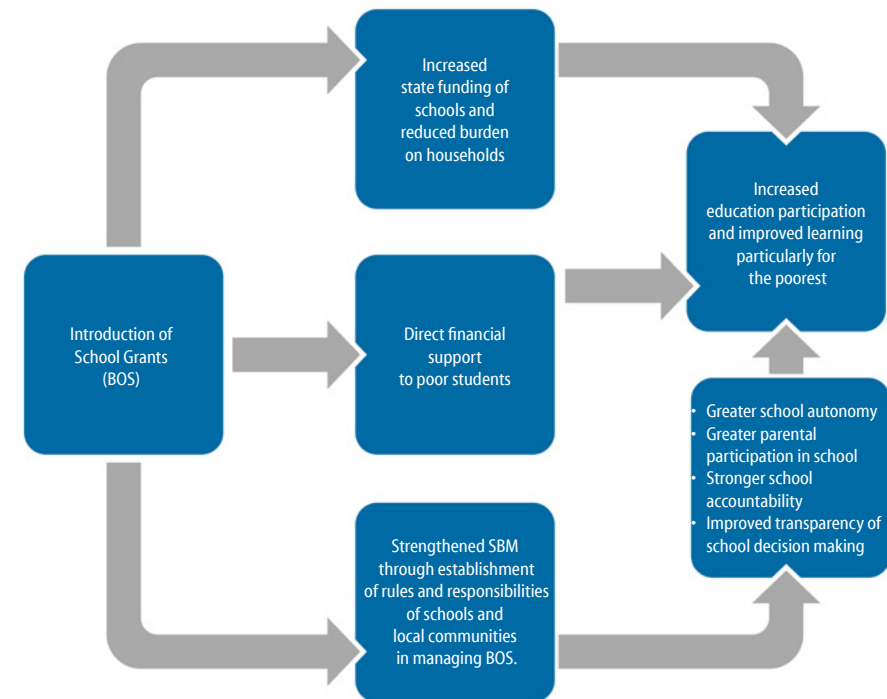 Increased
state funding of
schools and
reduced burden
on households
Increased
education participation
and improved learning
particularly for
the poorest
Introduction of
School Grants
(BOS)
Direct financial
support
to poor students
• Greater school autonomy
• Greater parental
participation in school
• Stronger school
accountability
• Improved transparency of
school decision making
Strengthened SBM
through establishment
of rules and responsibilities
of schools and
local communities
in managing BOS.